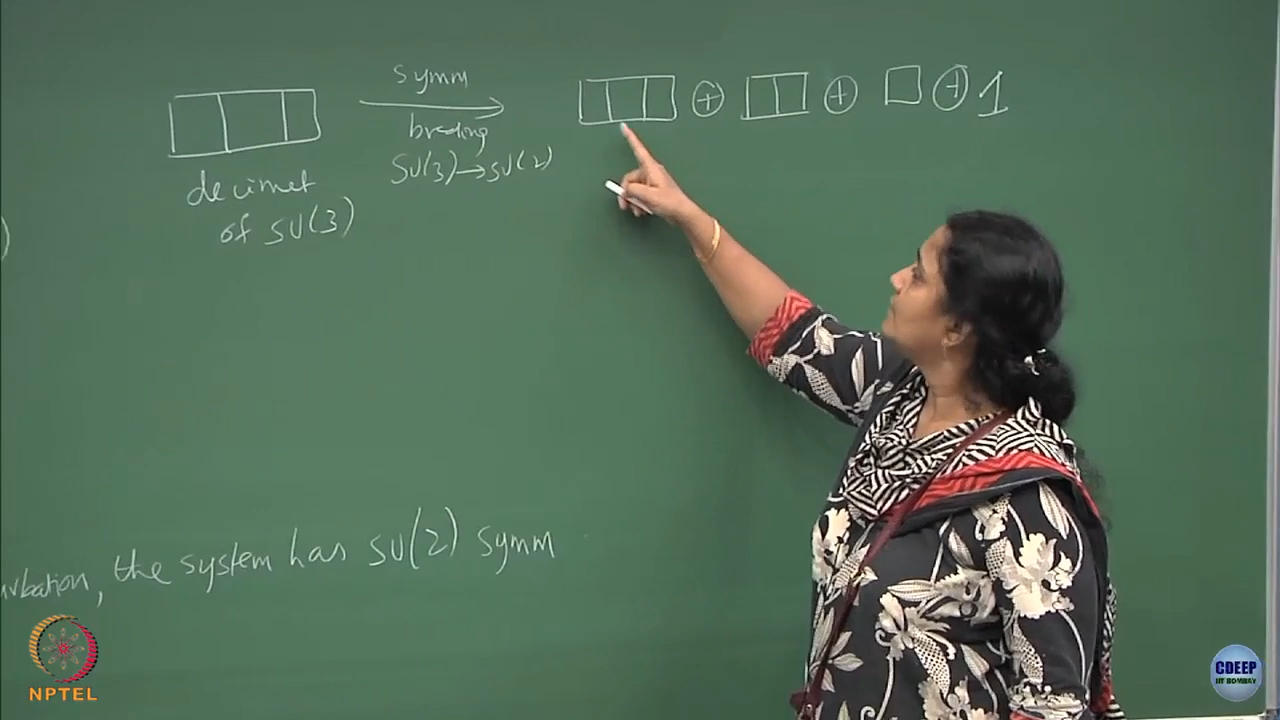 symm
⊕ ⊕ ⊕ 1
breaking
SU(3)→SU(2)
decimet
of SU(3)
)
urbation, the system has SU(2) symm
NPTEL
CDEEP
IIT BOMBAY